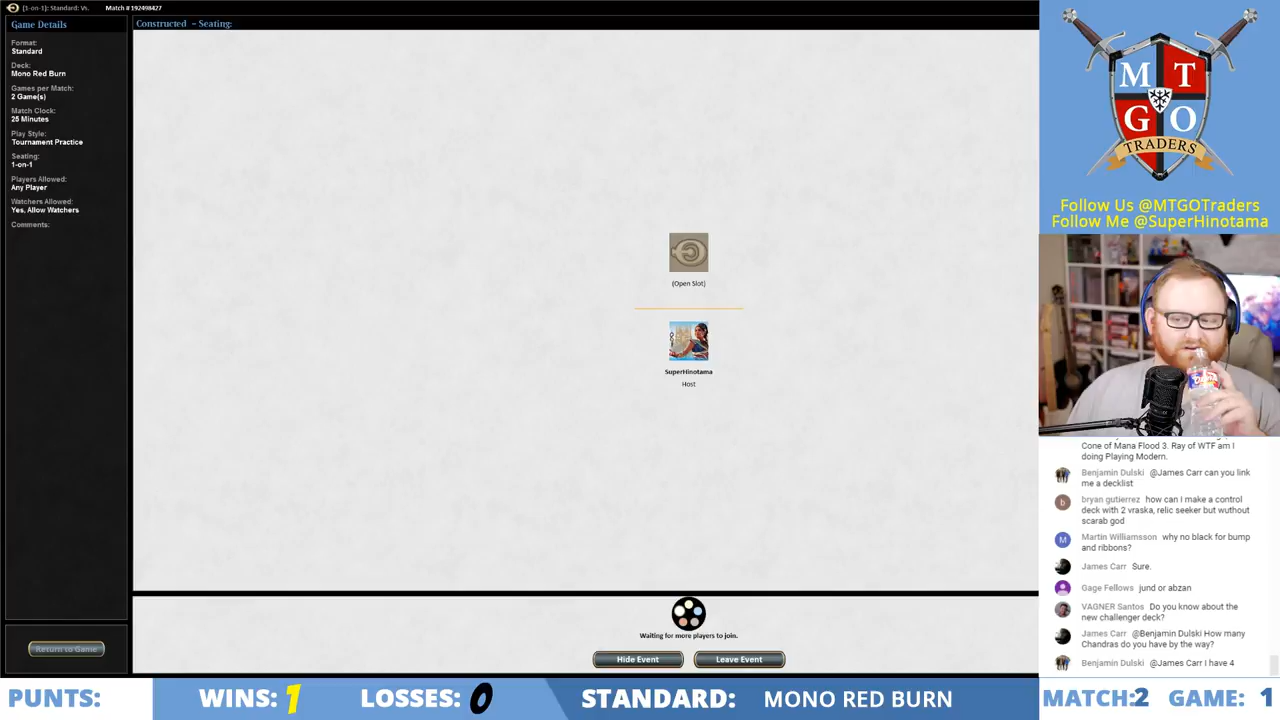 [1-on-1]: Standard: Vs. Match #192498427
Game Details
Format:
Standard
Deck:
Mono Red Burn
Games per Match:
2 Game(s)
Match Clock:
25 Minutes
Play Style:
Tournament Practice
Seating:
1-on-1
Players Allowed:
Any Player
Watchers Allowed:
Yes, Allow Watchers
Comments:
Return to Game
Constructed - Seating:
(Open Slot)
SuperHinotama
Host
Waiting for more players to join.
Hide Event Leave Event
M T
G O
TRADERS
Follow Us @MTGOTraders
Follow Me @SuperHinotama
Cone of Mana Flood 3. Ray of WTF am I
doing Playing Modern.
Benjamin Dulski @James Carr can you link
me a decklist
b bryan gutierrez how can I make a control
deck with 2 vraska, relic seeker but wuthout
scarab god
M Martin Williamsson why no black for bump
and ribbons?
James Carr Sure.
Gage Fellows jund or abzan
VAGNER Santos Do you know about the
new challenger deck?
James Carr @Benjamin Dulski How many
Chandras do you have by the way?
Benjamin Dulski @James Carr I have 4
PUNTS: WINS: 1 LOSSES: 0 STANDARD: MONO RED BURN MATCH:2 GAME: 1